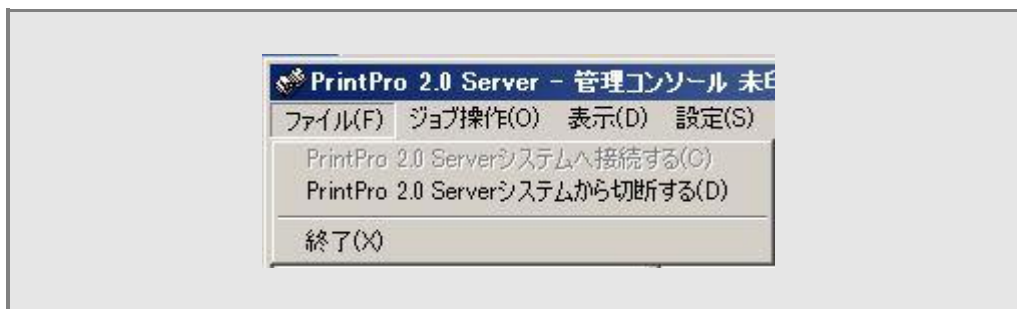 PrintPro 2.0 Server - 管理コンソール 未
ファイル(F) ジョブ操作(O) 表示(D) 設定(S)
PrintPro 2.0 Serverシステムへ接続する(C)
PrintPro 2.0 Serverシステムから切断する(D)
終了(X)